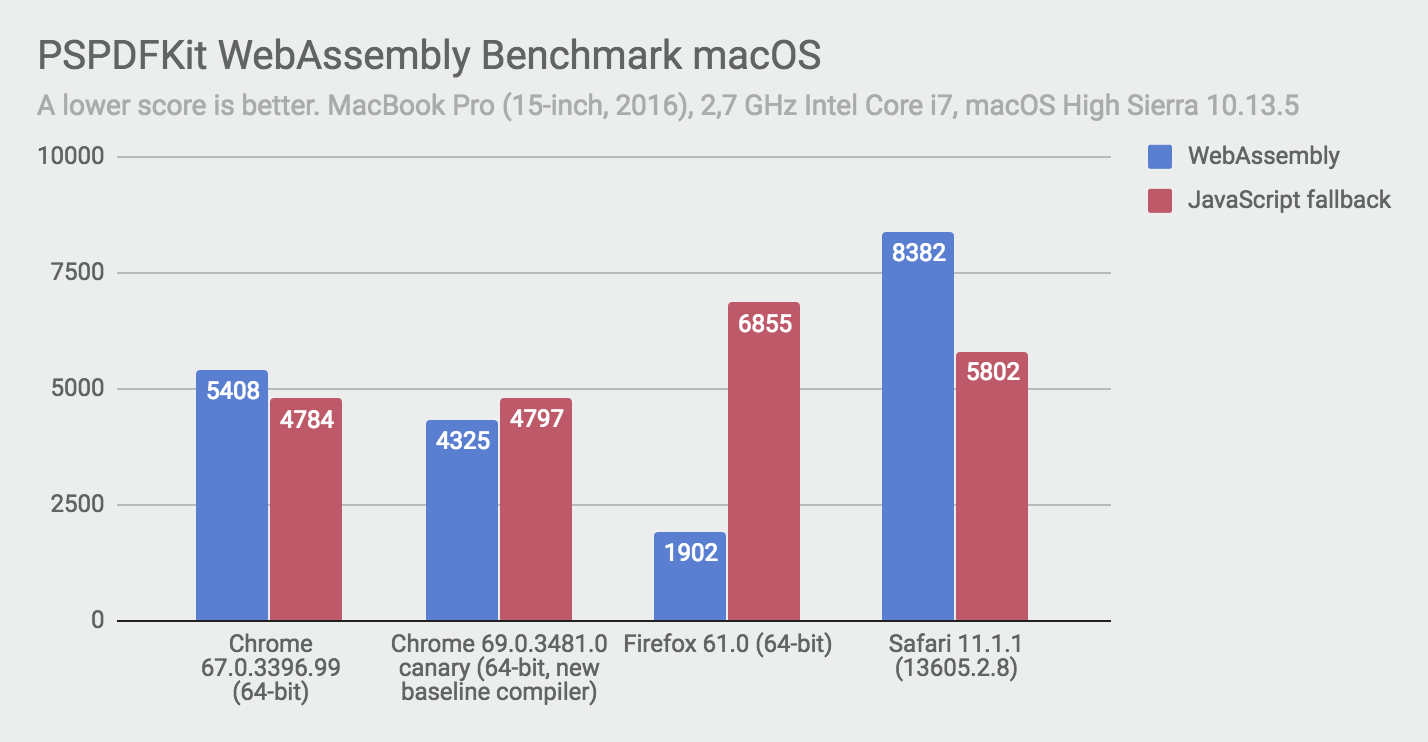 PSPDFKit WebAssembly Benchmark macOS
A lower score is better. MacBook Pro (15-inch, 2016), 2,7 GHz Intel Core i7, macOS High Sierra 10.13.5
10000
7500
5000
2500
0
WebAssembly
JavaScript fallback
5408
4784
4325
4797
1902
6855
8382
5802
Chrome
67.0.3396.99
(64-bit)
Chrome 69.0.3481.0
canary (64-bit, new
baseline compiler)
Firefox 61.0 (64-bit)
Safari 11.1.1
(13605.2.8)